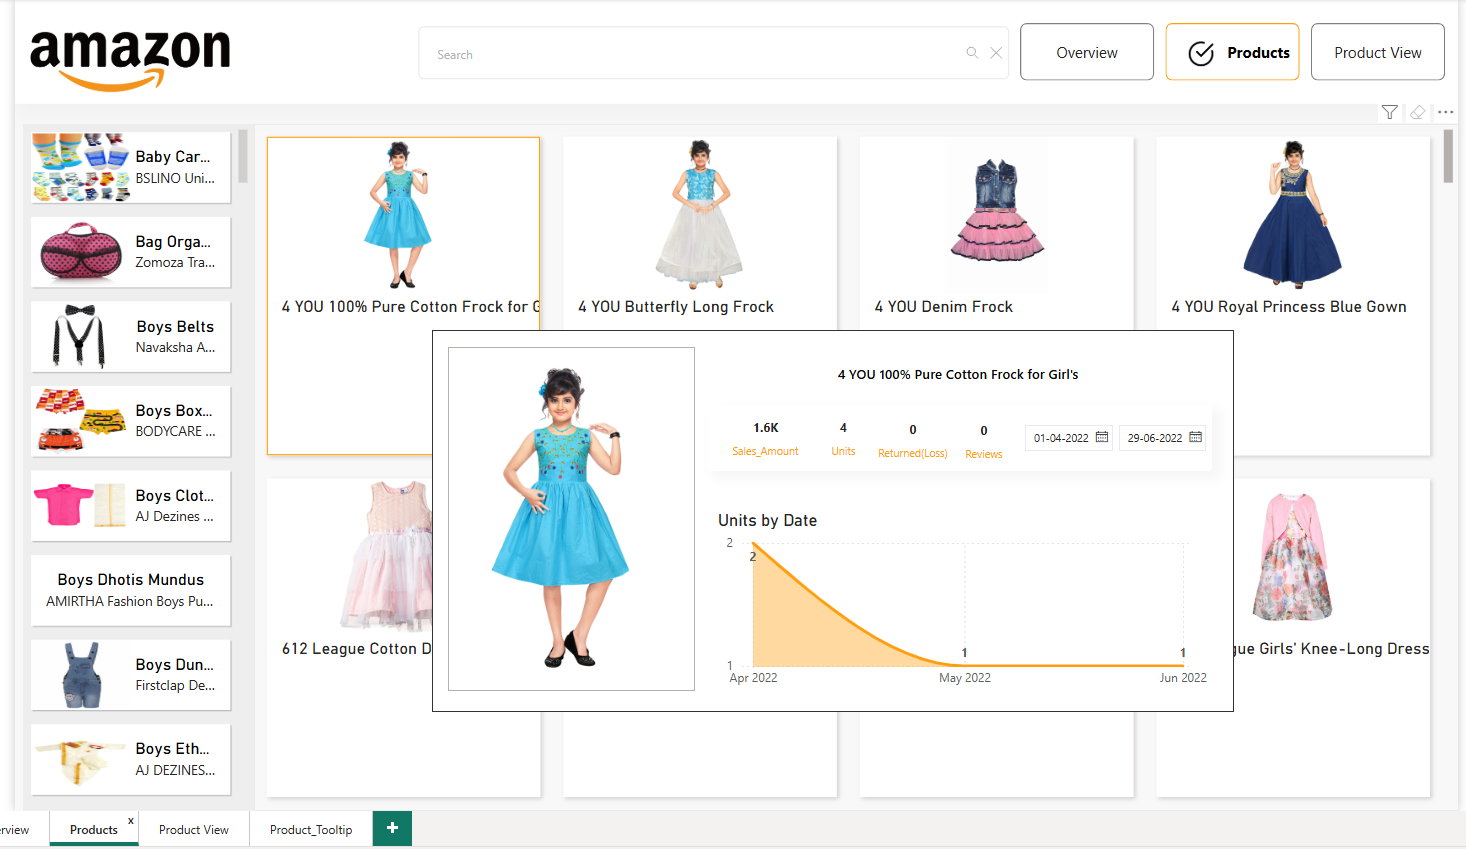 amazon
Search
Overview
Products
Product View
Baby Car...
BSLINO Uni...
Bag Orga...
Zomoza Tra...
Boys Belts
Navaksha A...
Boys Box...
BODYCARE ...
Boys Clot...
AJ Dezines ...
Boys Dhotis Mundus
AMIRTHA Fashion Boys Pu...
Boys Dun...
Firstclap De...
Boys Eth...
AJ DEZINES...
4 YOU 100% Pure Cotton Frock for G
4 YOU Butterfly Long Frock
4 YOU Denim Frock
4 YOU Royal Princess Blue Gown
612 League Cotton D
gue Girls' Knee-Long Dress
4 YOU 100% Pure Cotton Frock for Girl's
1.6K
Sales_Amount
4
Units
0
Returned(Loss)
0
Reviews
01-04-2022
29-06-2022
Units by Date
2
2
1
1
1
Apr 2022
May 2022
Jun 2022
erview
Products
x
Product View
Product_Tooltip
+